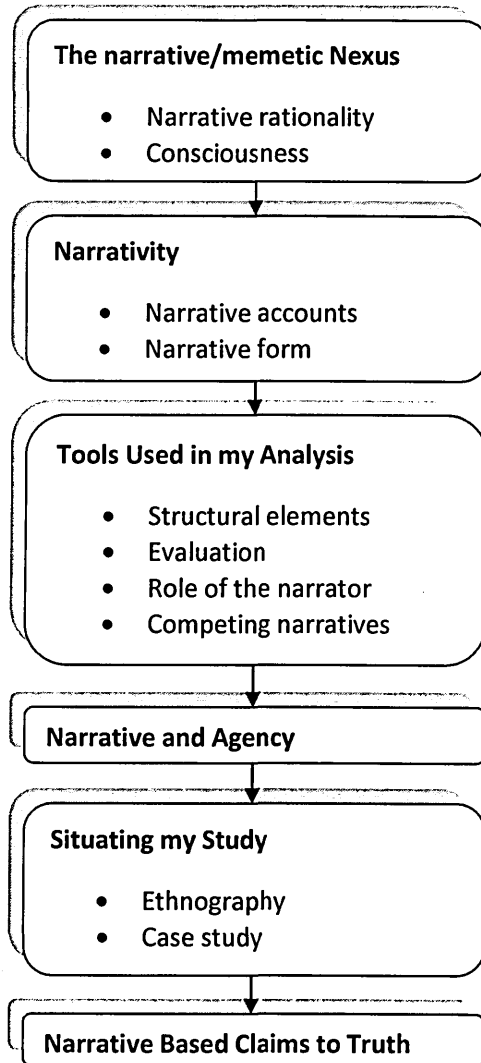 The narrative/memetic Nexus
• Narrative rationality
• Consciousness
Narrativity
• Narrative accounts
• Narrative form
Tools Used in my Analysis
• Structural elements
• Evaluation
• Role of the narrator
• Competing narratives
Narrative and Agency
Situating my Study
• Ethnography
• Case study
Narrative Based Claims to Truth